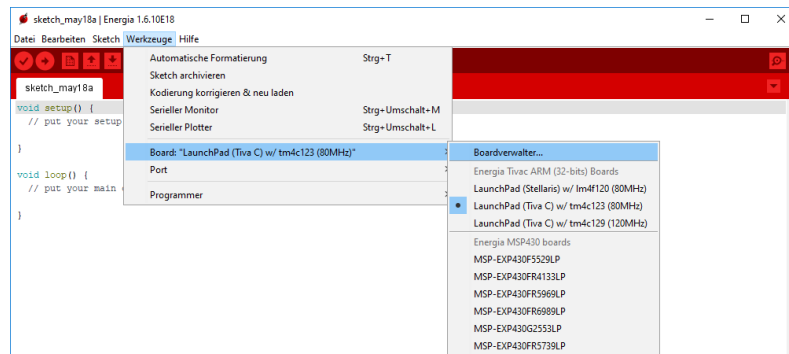 sketch_may18a | Energia 1.6.10E18
Datei Bearbeiten Sketch Werkzeuge Hilfe
sketch_may18a
void setup() {
// put your setup
}
void loop() {
// put your main
}
Automatische Formatierung Strg+T
Sketch archivieren
Kodierung korrigieren & neu laden
Serieller Monitor Strg+Umschalt+M
Serieller Plotter Strg+Umschalt+L
Board: "LaunchPad (Tiva C) w/ tm4c123 (80MHz)"
Port
Programmer
Boardverwalter...
Energia Tivac ARM (32-bits) Boards
LaunchPad (Stellaris) w/ lm4f120 (80MHz)
LaunchPad (Tiva C) w/ tm4c123 (80MHz)
LaunchPad (Tiva C) w/ tm4c129 (120MHz)
Energia MSP430 boards
MSP-EXP430F5529LP
MSP-EXP430FR4133LP
MSP-EXP430FR5969LP
MSP-EXP430FR6989LP
MSP-EXP430G2553LP
MSP-EXP430FR5739LP